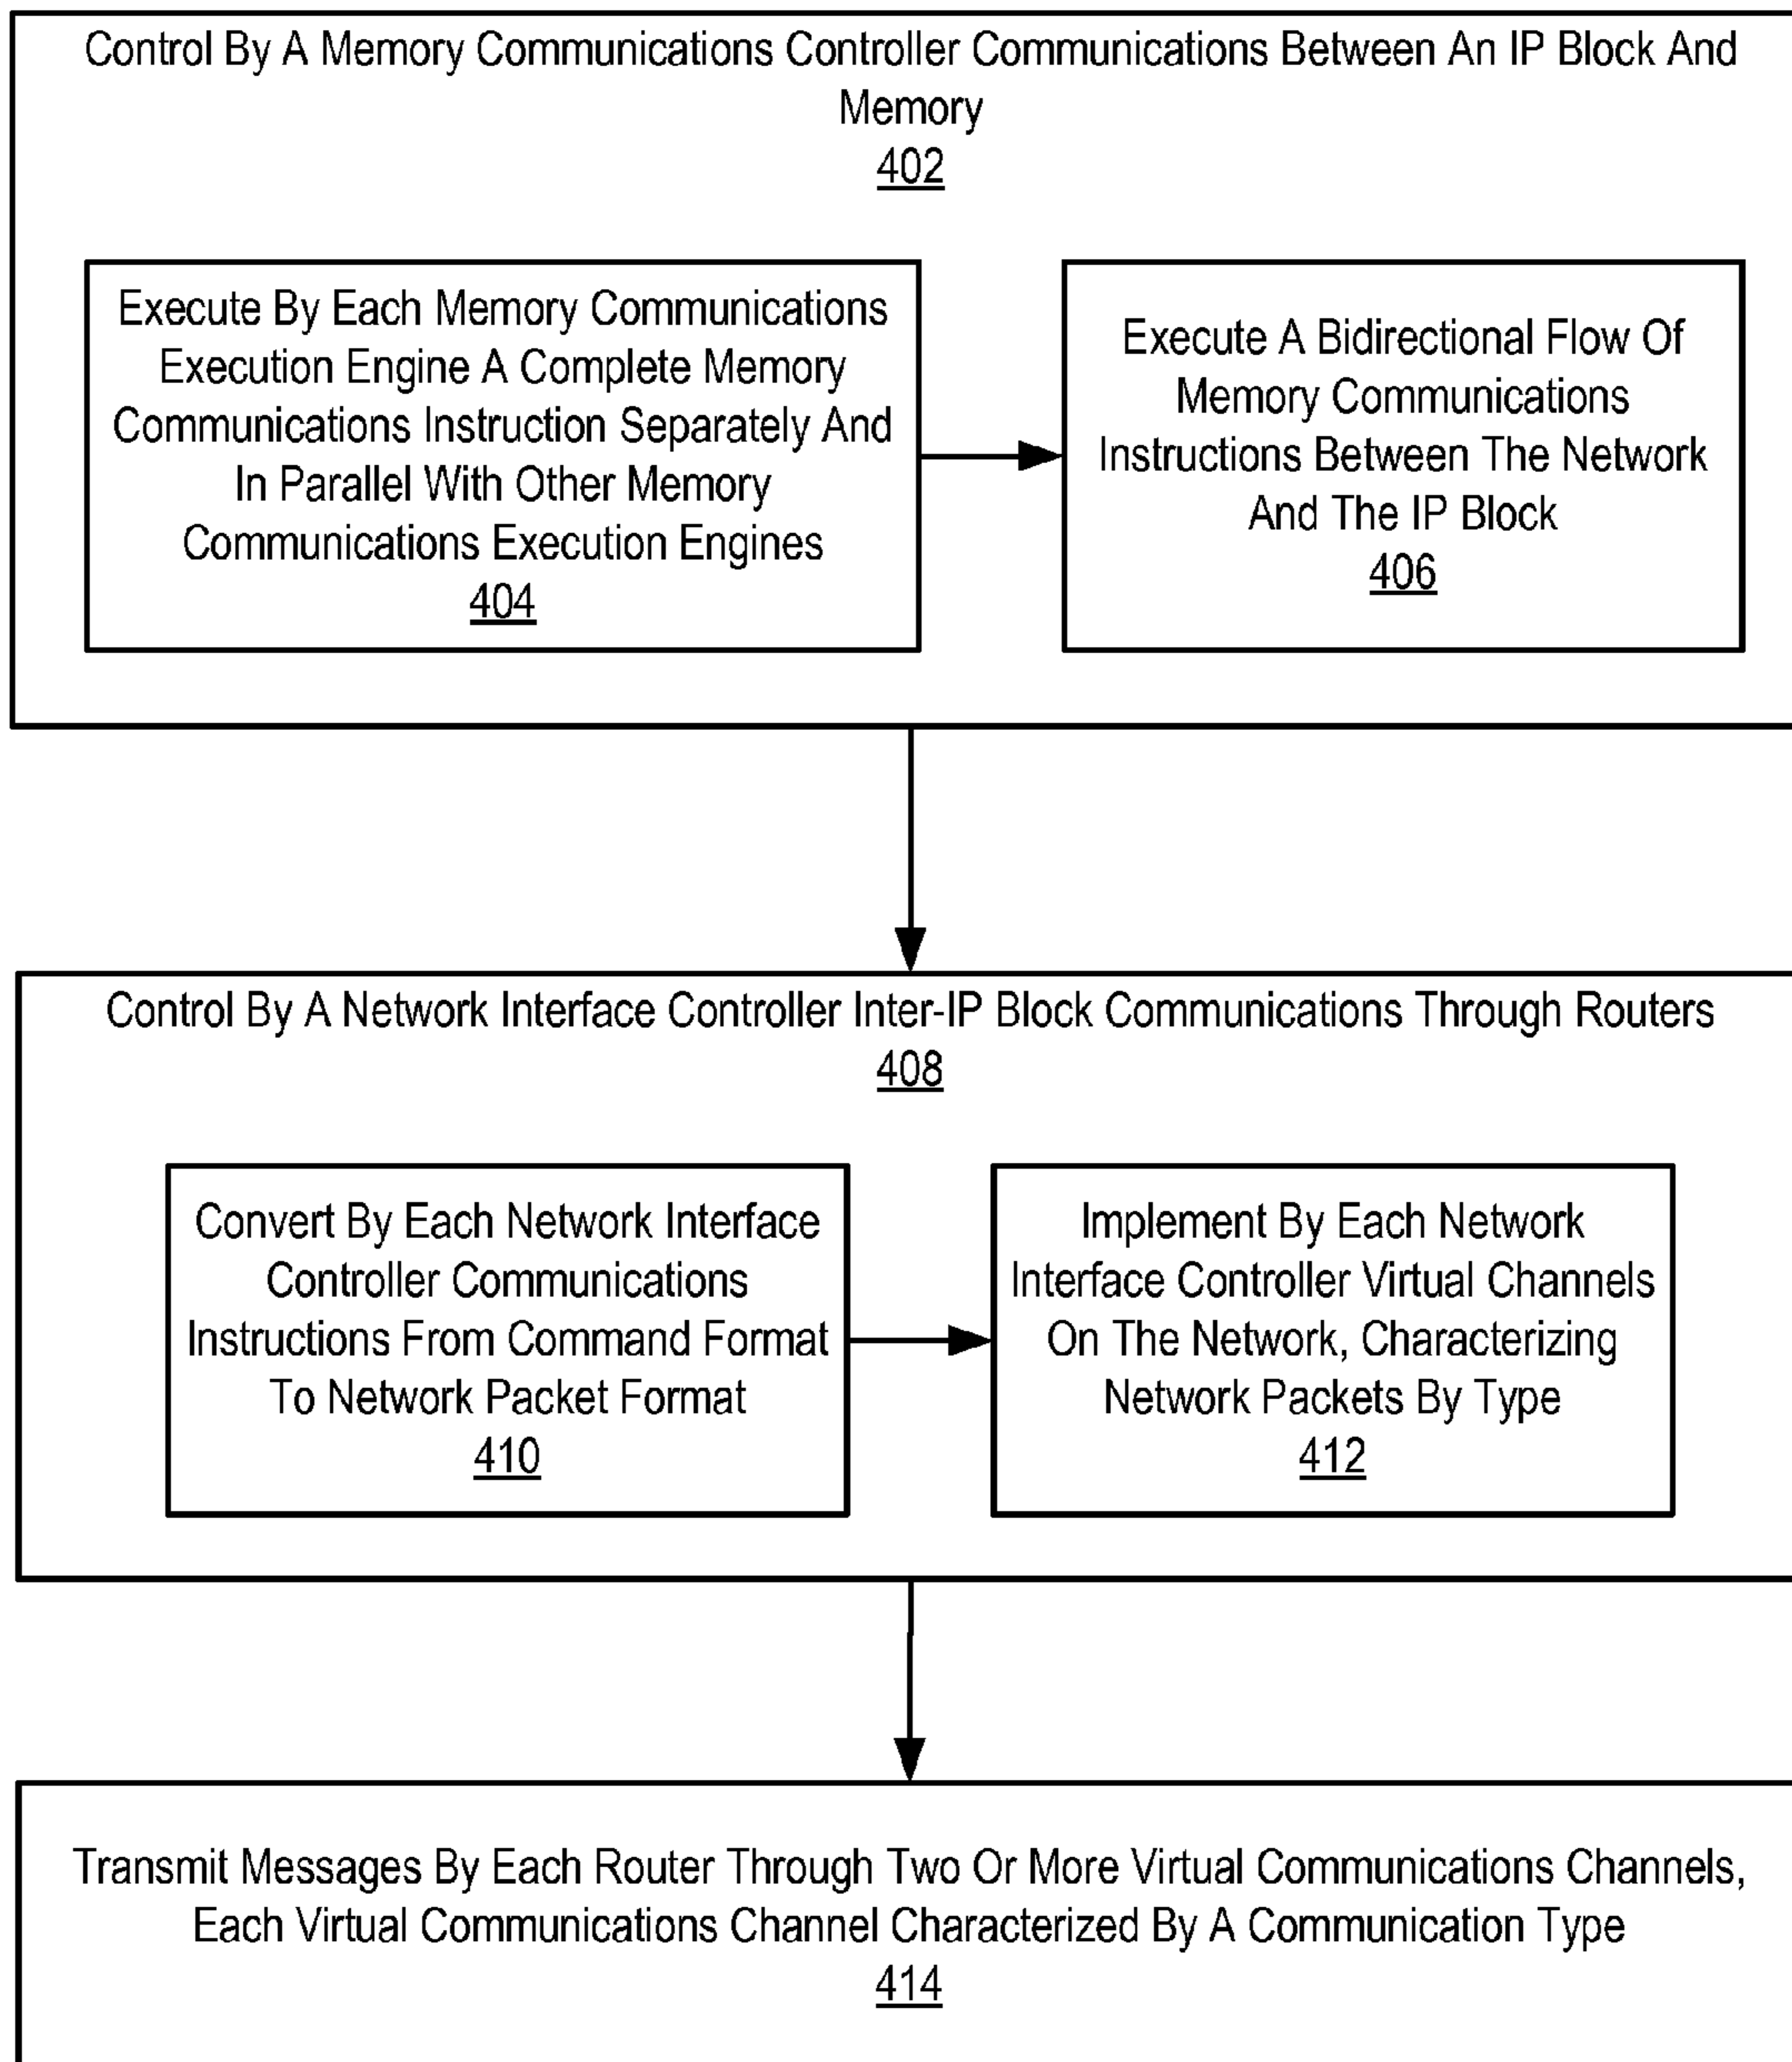 Control By A Memory Communications Controller Communications Between An IP Block And
Memory
402
Execute By Each Memory Communications
Execution Engine A Complete Memory
Communications Instruction Separately And
In Parallel With Other Memory
Communications Execution Engines
404
Execute A Bidirectional Flow Of
Memory Communications
Instructions Between The Network
And The IP Block
406
Control By A Network Interface Controller Inter-IP Block Communications Through Routers
408
Convert By Each Network Interface
Controller Communications
Instructions From Command Format
To Network Packet Format
410
Implement By Each Network
Interface Controller Virtual Channels
On The Network, Characterizing
Network Packets By Type
412
Transmit Messages By Each Router Through Two Or More Virtual Communications Channels,
Each Virtual Communications Channel Characterized By A Communication Type
414